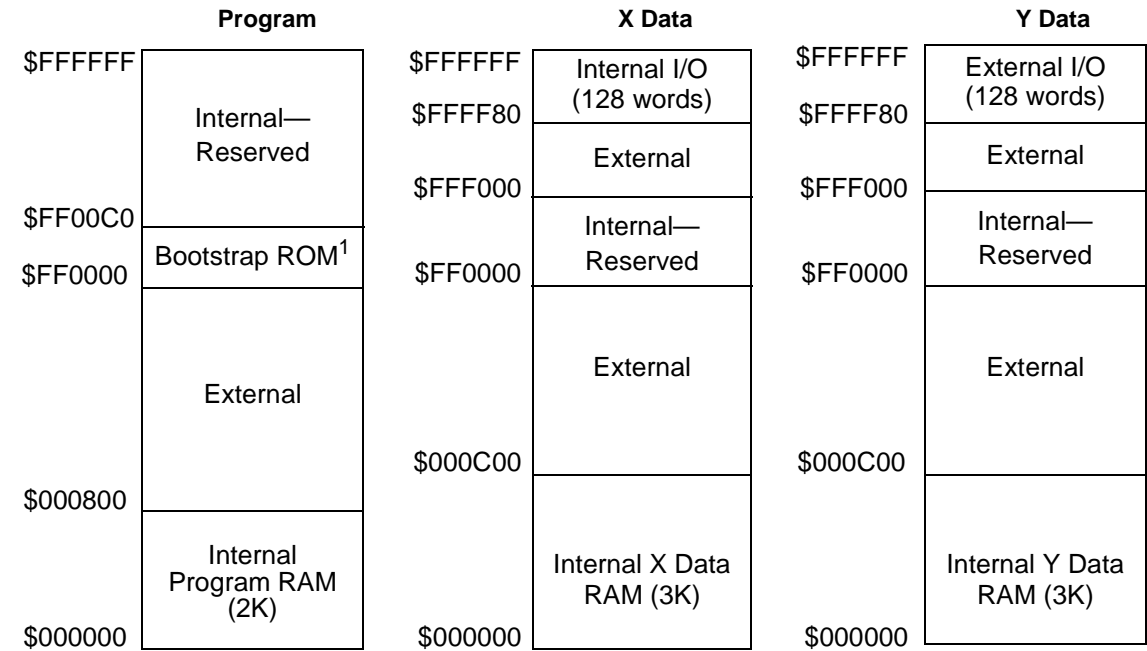 Program
$FFFFFF
Internal—
Reserved
$FF00C0
Bootstrap ROM1
$FF0000
External
$000800
Internal
Program RAM
(2K)
$000000
X Data
$FFFFFF
Internal I/O
(128 words)
$FFFF80
External
$FFF000
Internal—
Reserved
$FF0000
External
$000C00
Internal X Data
RAM (3K)
$000000
Y Data
$FFFFFF
External I/O
(128 words)
$FFFF80
External
$FFF000
Internal—
Reserved
$FF0000
External
$000C00
Internal Y Data
RAM (3K)
$000000